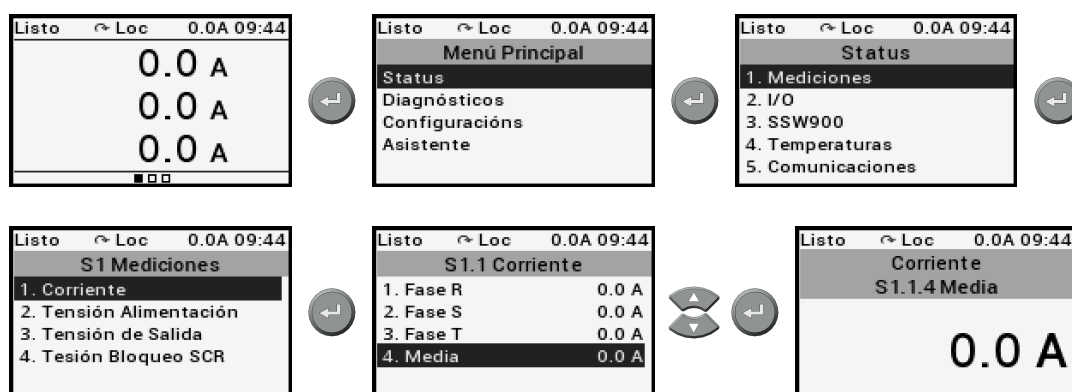 Listo Loc 0.0A 09:44
0.0 A
0.0 A
0.0 A
Listo Loc 0.0A 09:44
Menú Principal
Status
Diagnósticos
Configuracións
Asistente
Listo Loc 0.0A 09:44
Status
1. Mediciones
2. I/O
3. SSW900
4. Temperaturas
5. Comunicaciones
Listo Loc 0.0A 09:44
S1 Mediciones
1. Corriente
2. Tensión Alimentación
3. Tensión de Salida
4. Tesión Bloqueo SCR
Listo Loc 0.0A 09:44
S1.1 Corriente
1. Fase R 0.0 A
2. Fase S 0.0 A
3. Fase T 0.0 A
4. Media 0.0 A
Listo Loc 0.0A 09:44
Corriente
S1.1.4 Media
0.0 A